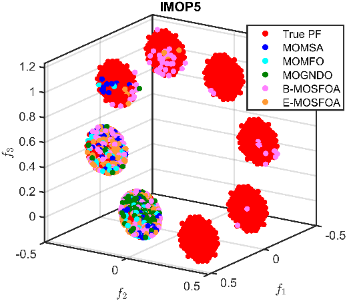 IMOP5
True PF
MOMSA
MOMFO
MOGNDO
B-MOSFOA
E-MOSFOA
1.2
1
0.8
0.6
0.4
0.2
0
f3
-0.5
0
0.5
f2
0.5
0
-0.5
f1